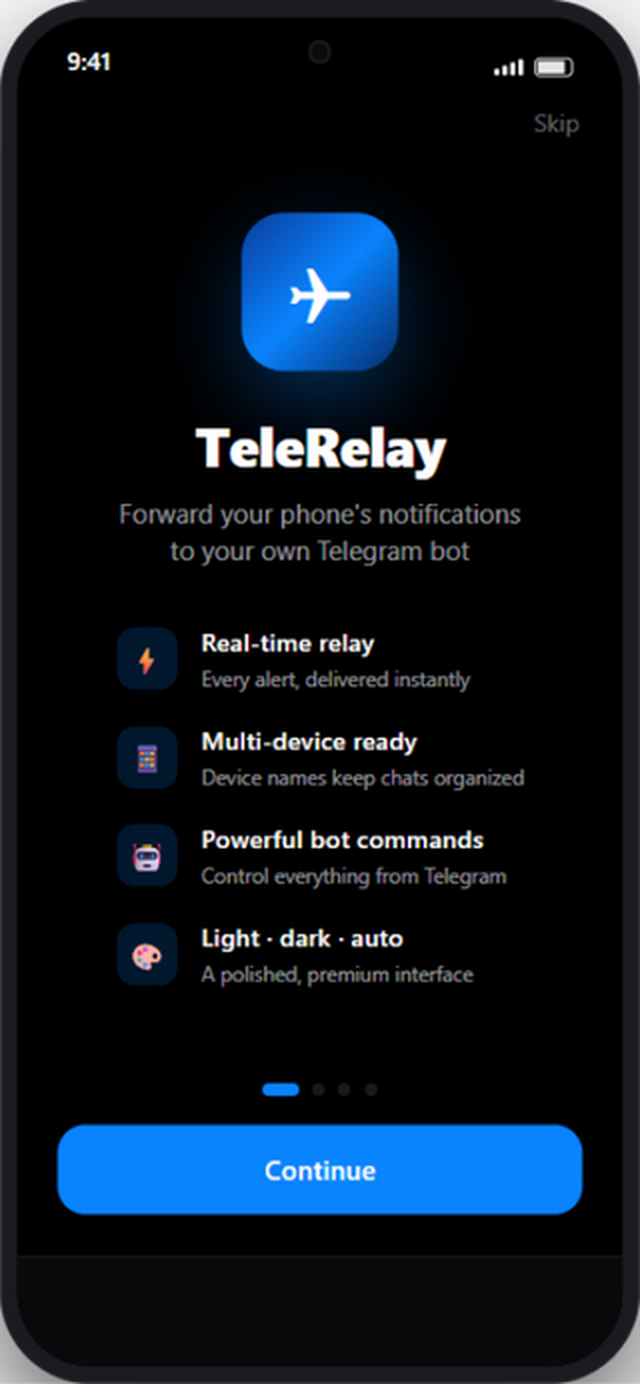 9:41
Skip
TeleRelay
Forward your phone's notifications
to your own Telegram bot
Real-time relay
Every alert, delivered instantly
Multi-device ready
Device names keep chats organized
Powerful bot commands
Control everything from Telegram
Light · dark · auto
A polished, premium interface
Continue